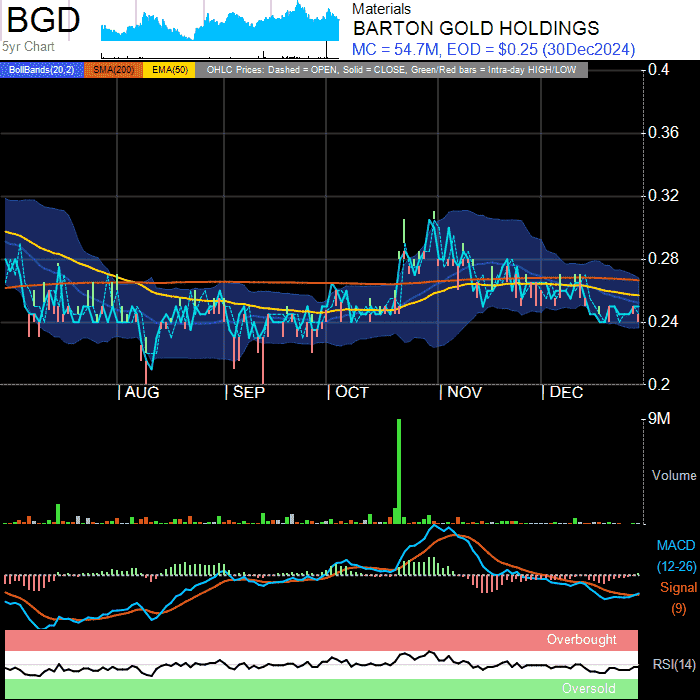 BGD
5yr Chart
Materials
BARTON GOLD HOLDINGS
MC = 54.7M, EOD = $0.25 (30Dec2024)
BollBands(20,2) SMA(200) EMA(50) OHLC Prices: Dashed = OPEN, Solid = CLOSE, Green/Red bars = Intra-day HIGH/LOW
0.4
0.36
0.32
0.28
0.24
0.2
AUG SEP OCT NOV DEC
9M
Volume
MACD
(12-26)
Signal
(9)
Overbought
RSI(14)
Oversold